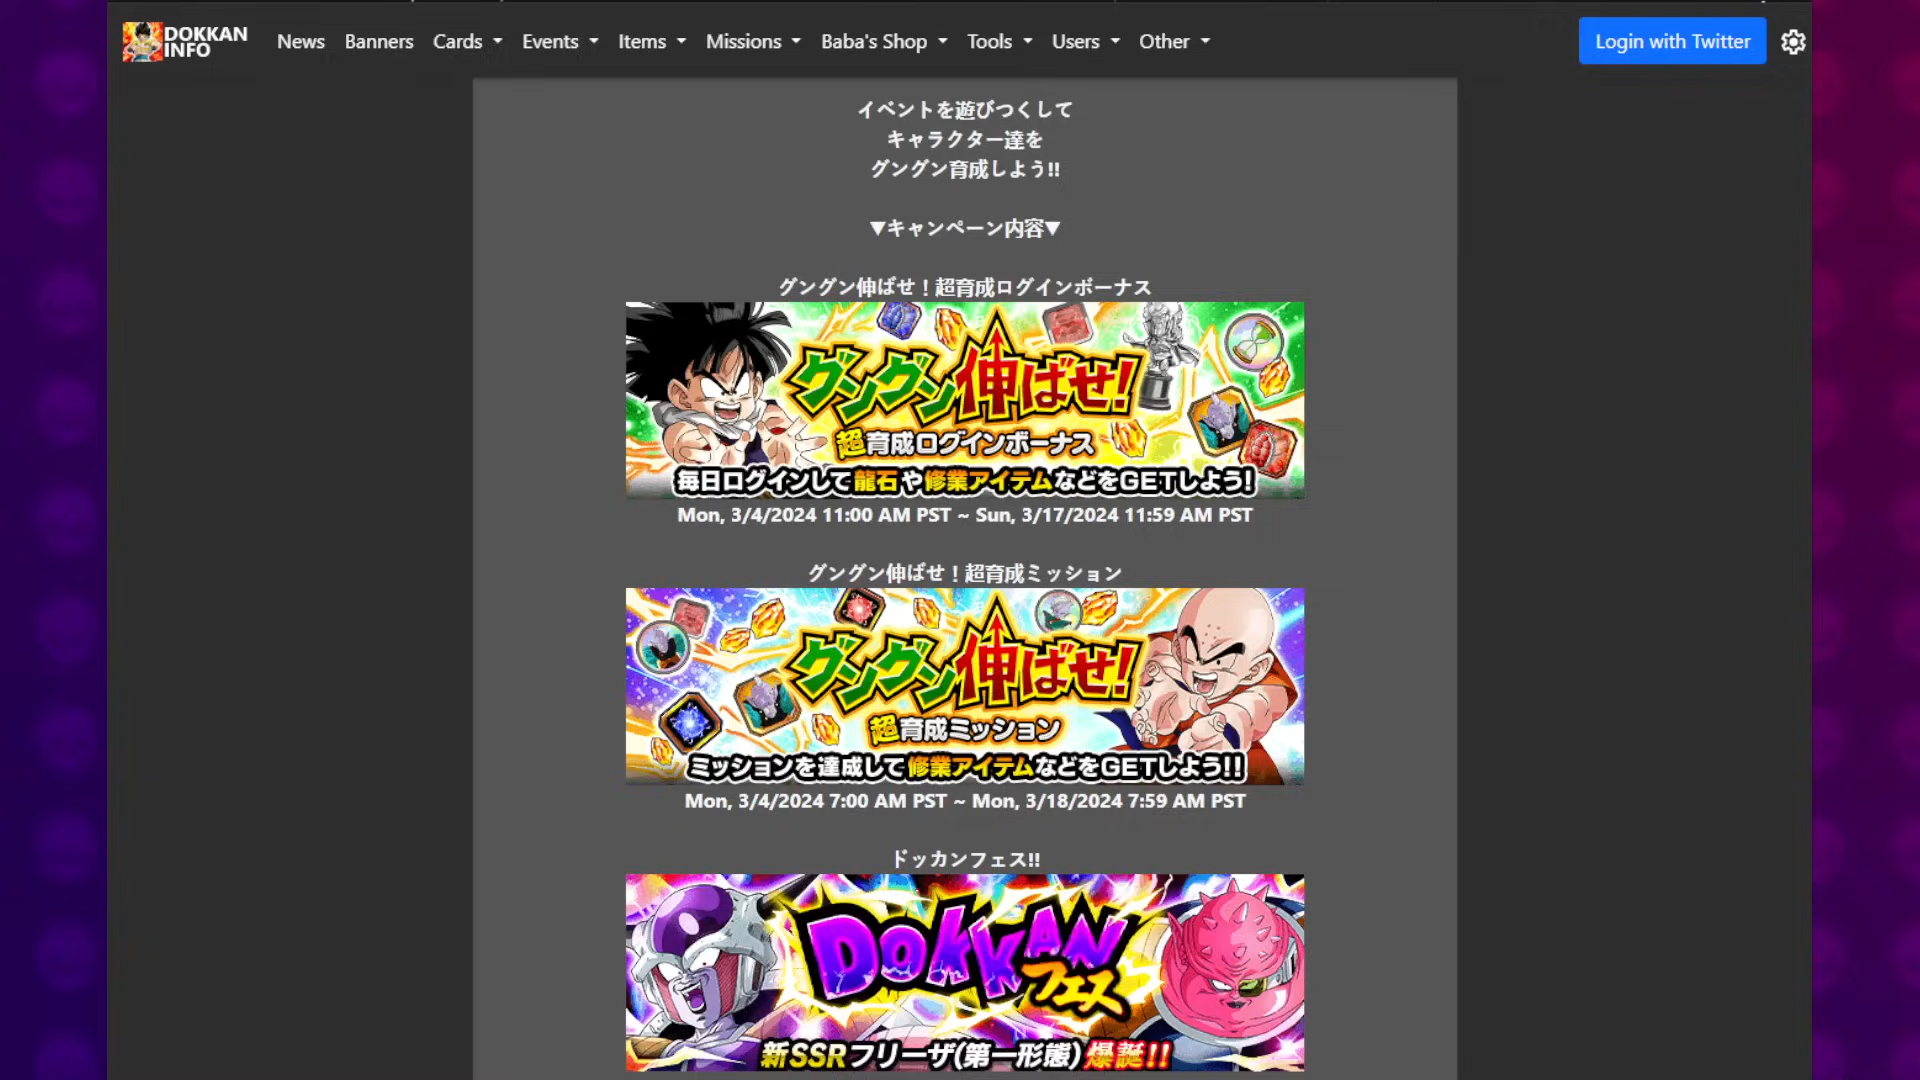 DOKKAN
INFO
News Banners Cards Events Items Missions Baba's Shop Tools Users Other
Login with Twitter
イベントを遊びつくして
キャラクター達を
グングン育成しよう!!
▼キャンペーン内容▼
グングン伸ばせ！超育成ログインボーナス
グングン伸ばせ!
超育成ログインボーナス
毎日ログインして龍石や修業アイテムなどをGETしよう!
Mon, 3/4/2024 11:00 AM PST ~ Sun, 3/17/2024 11:59 AM PST
グングン伸ばせ！超育成ミッション
グングン伸ばせ!
超育成ミッション
ミッションを達成して修業アイテムなどをGETしよう!!
Mon, 3/4/2024 7:00 AM PST ~ Mon, 3/18/2024 7:59 AM PST
ドッカンフェス!!
DOKKAN
フェス
新SSRフリーザ(第一形態)爆誕!!